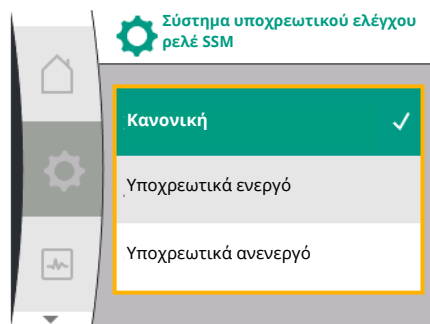 Σύστημα υποχρεωτικού ελέγχου
ρελέ SSM
Κανονική
Υποχρεωτικά ενεργό
Υποχρεωτικά ανενεργό